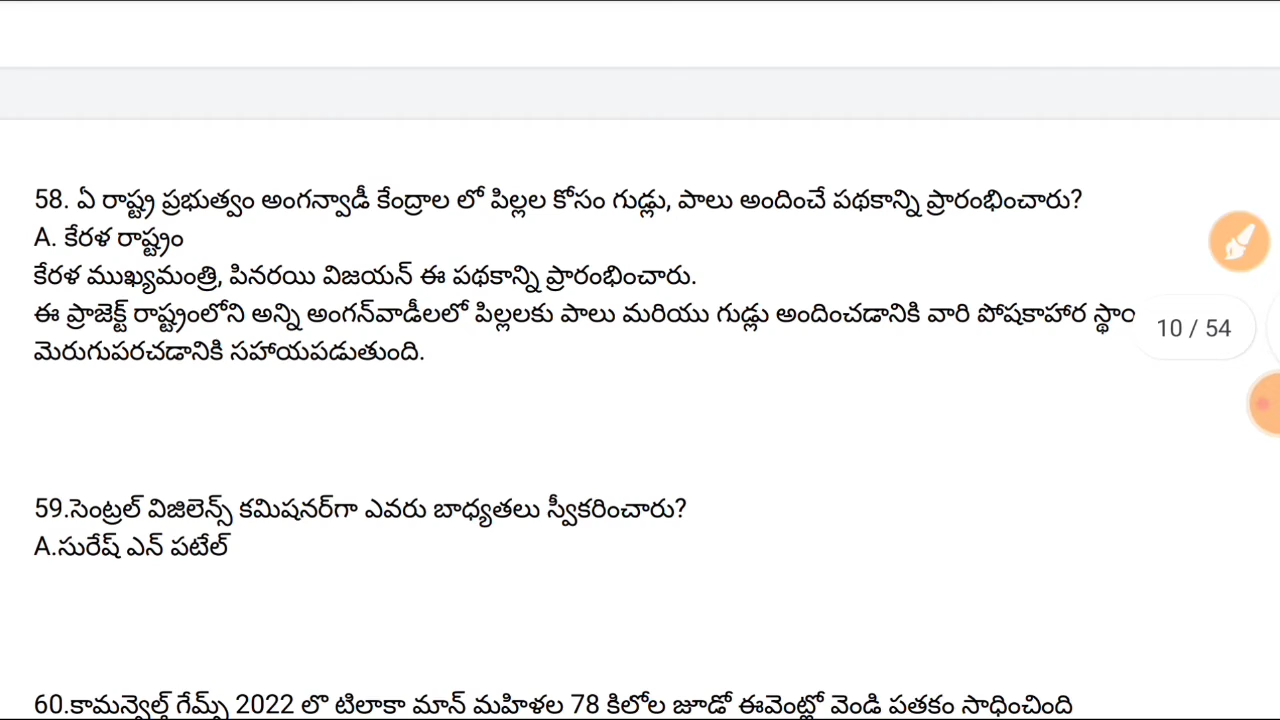 58. ఏ రాష్ట్ర ప్రభుత్వం అంగన్వాడీ కేంద్రాల లో పిల్లల కోసం గుడ్లు, పాలు అందించే పథకాన్ని ప్రారంభించారు?
A. కేరళ రాష్ట్రం
కేరళ ముఖ్యమంత్రి, పినరయి విజయన్ ఈ పథకాన్ని ప్రారంభించారు.
ఈ ప్రాజెక్ట్ రాష్ట్రంలోని అన్ని అంగన్‌వాడీలలో పిల్లలకు పాలు మరియు గుడ్లు అందించడానికి వారి పోషకాహార
10 / 54
మెరుగుపరచడానికి సహాయపడుతుంది.
59.సెంట్రల్ విజిలెన్స్ కమిషనర్‌గా ఎవరు బాధ్యతలు స్వీకరించారు?
A.సురేష్ ఎన్ పటేల్
60.కామన్వెల్త్ గేమ్స్ 2022 లొ టిలాకా మాన్ మహిళల 78 కిలోల జూడో ఈవెంట్లో వెండి పతకం సాధించింది